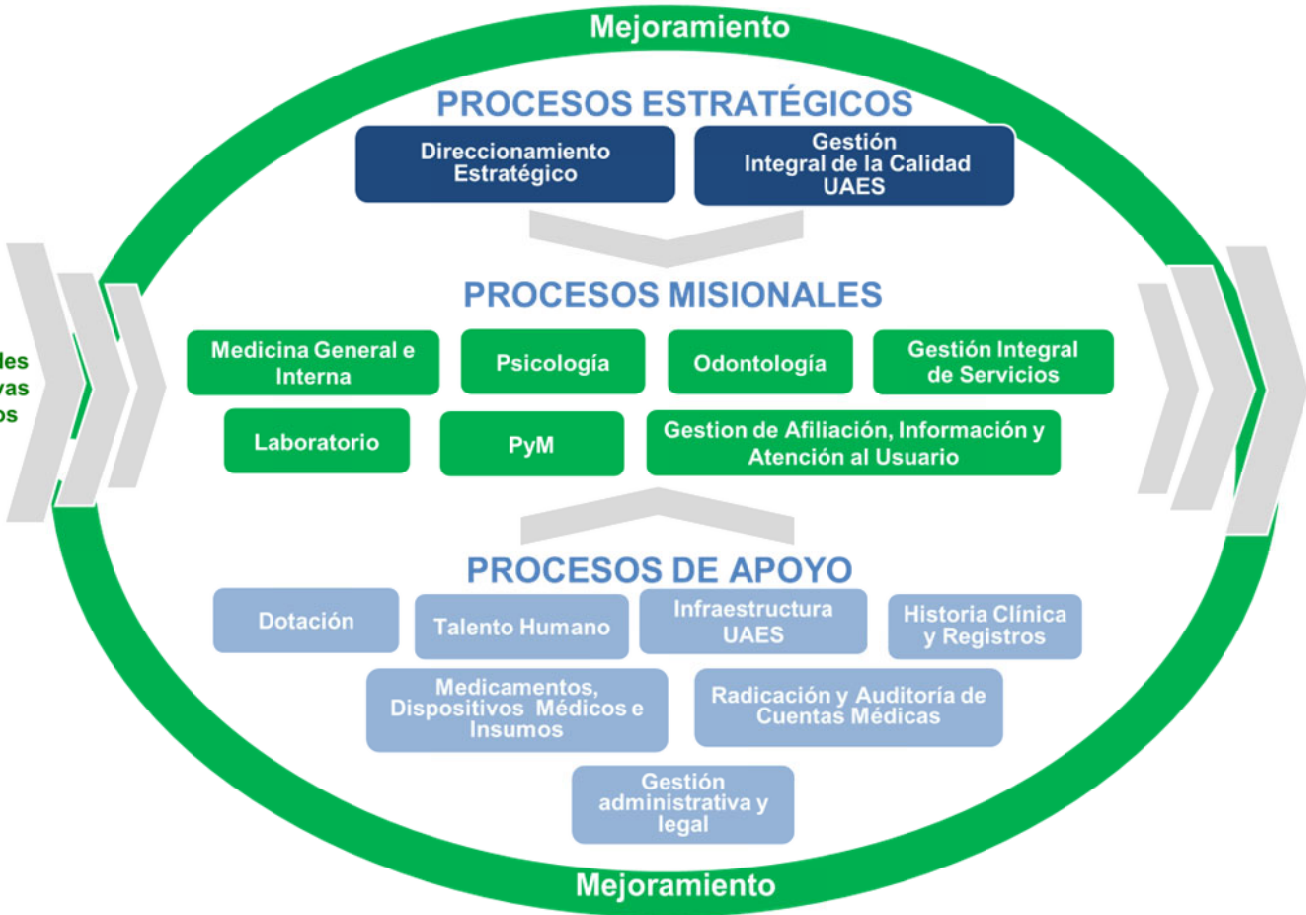 Mejoramiento
PROCESOS ESTRATÉGICOS
Direccionamiento
Estratégico
Gestión
Integral de la Calidad
UAES
PROCESOS MISIONALES
Medicina General e
Interna
Psicología
Odontología
Gestión Integral
de Servicios
Laboratorio
PyM
Gestion de Afiliación, Información y
Atención al Usuario
PROCESOS DE APOYO
Dotación
Talento Humano
Infraestructura
UAES
Historia Clínica
y Registros
Medicamentos,
Dispositivos Médicos e
Insumos
Radicación y Auditoría de
Cuentas Médicas
Gestión
administrativa y
legal
Mejoramiento